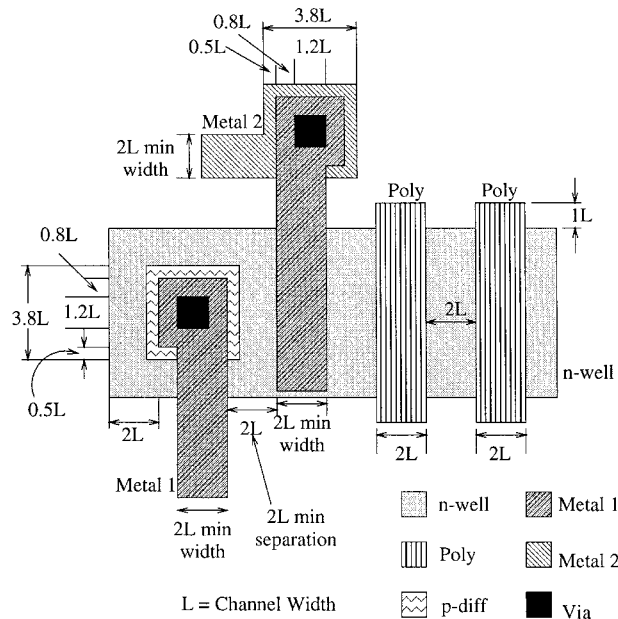 3.8L
0.8L
1.2L
0.5L
Metal 2
2L min
width
Poly
Poly
1L
0.8L
3.8L
1.2L
2L
n-well
0.5L
2L
2L
2L min
width
2L
2L
Metal 1
2L min
width
2L min
separation
n-well
Metal 1
Poly
Metal 2
L = Channel Width
p-diff
Via